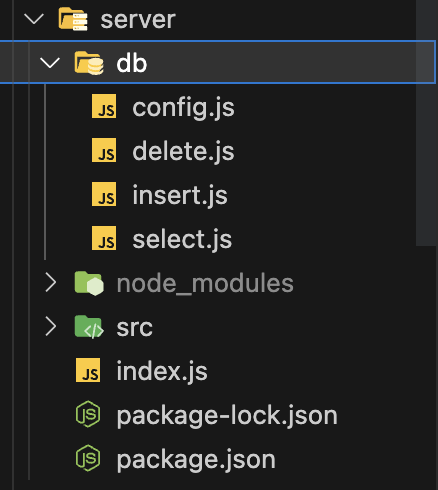 server
db
JS config.js
JS delete.js
JS insert.js
JS select.js
node_modules
src
JS index.js
package-lock.json
package.json